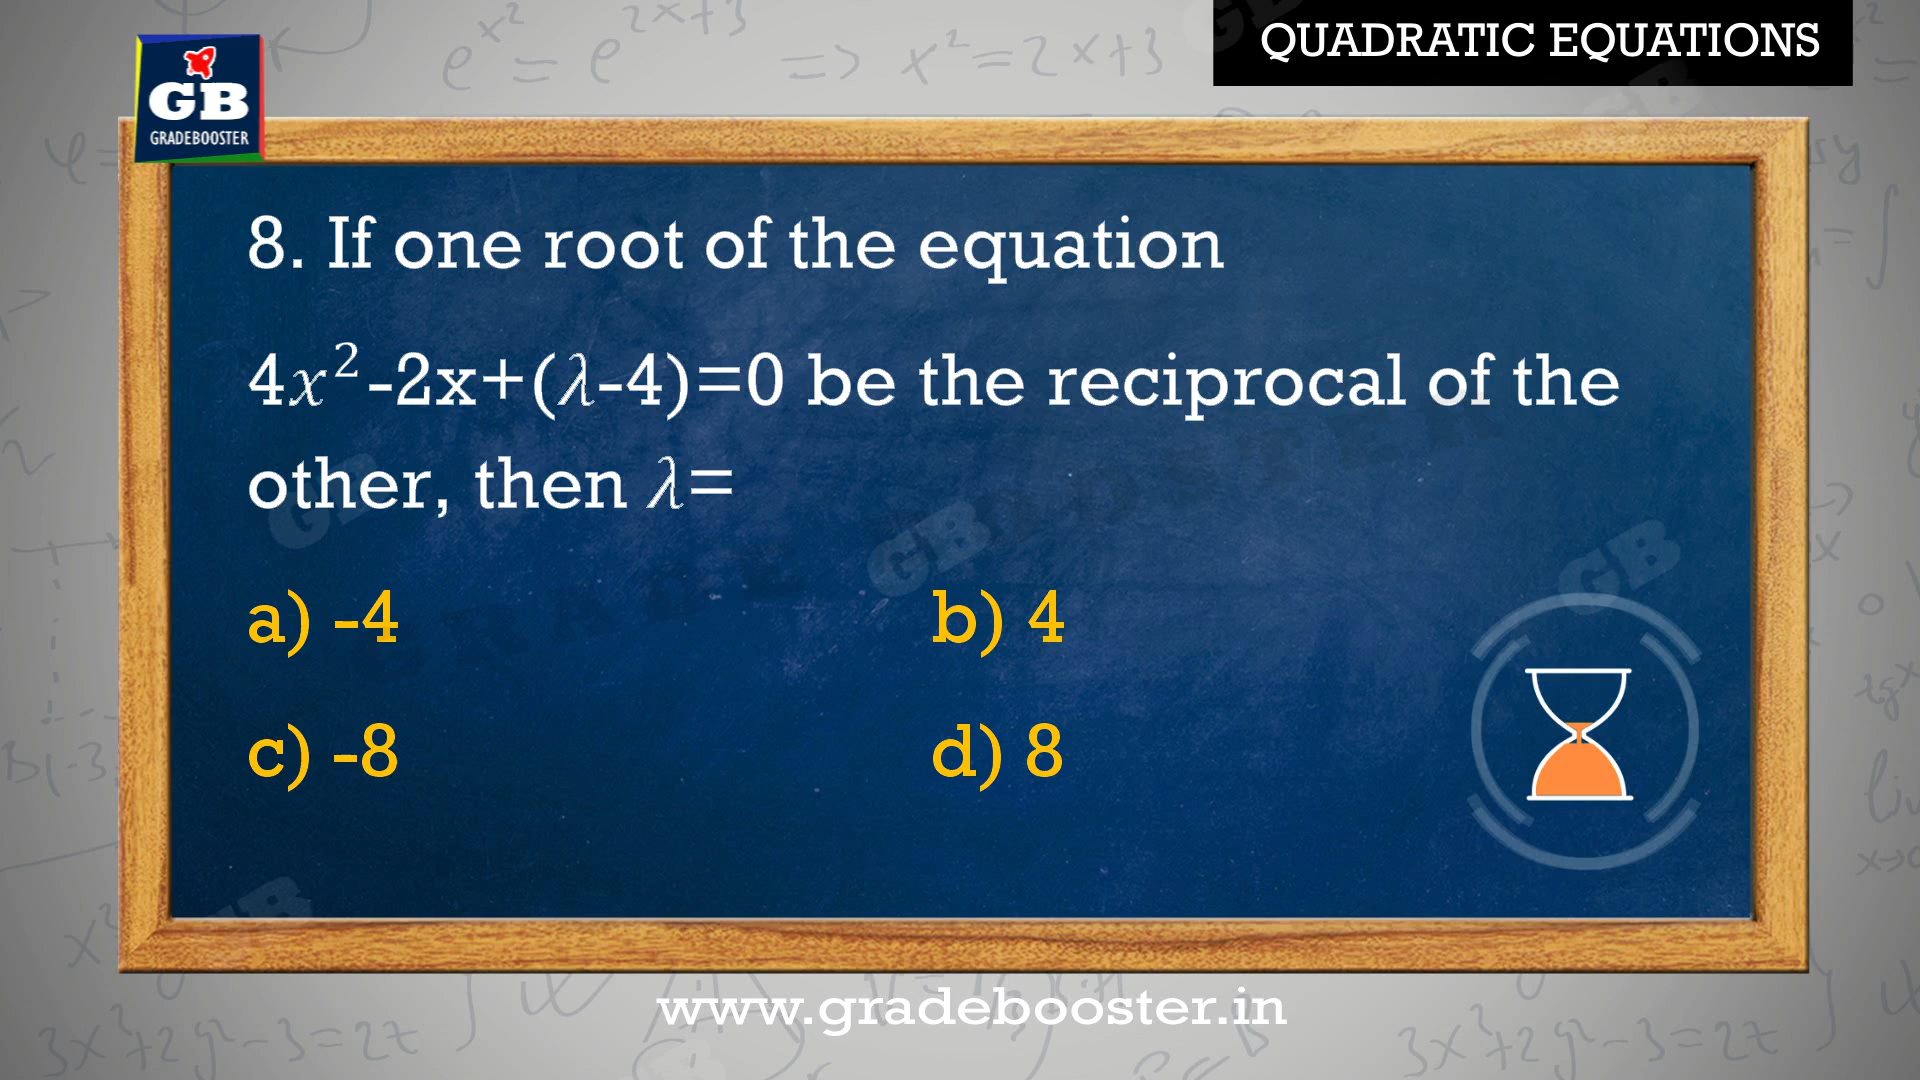 QUADRATIC EQUATIONS
GB
GRADEBOOSTER
8. If one root of the equation
4𝑥²-2x+(𝜆-4)=0 be the reciprocal of the
other, then 𝜆=
a) -4
b) 4
c) -8
d) 8
www.gradebooster.in